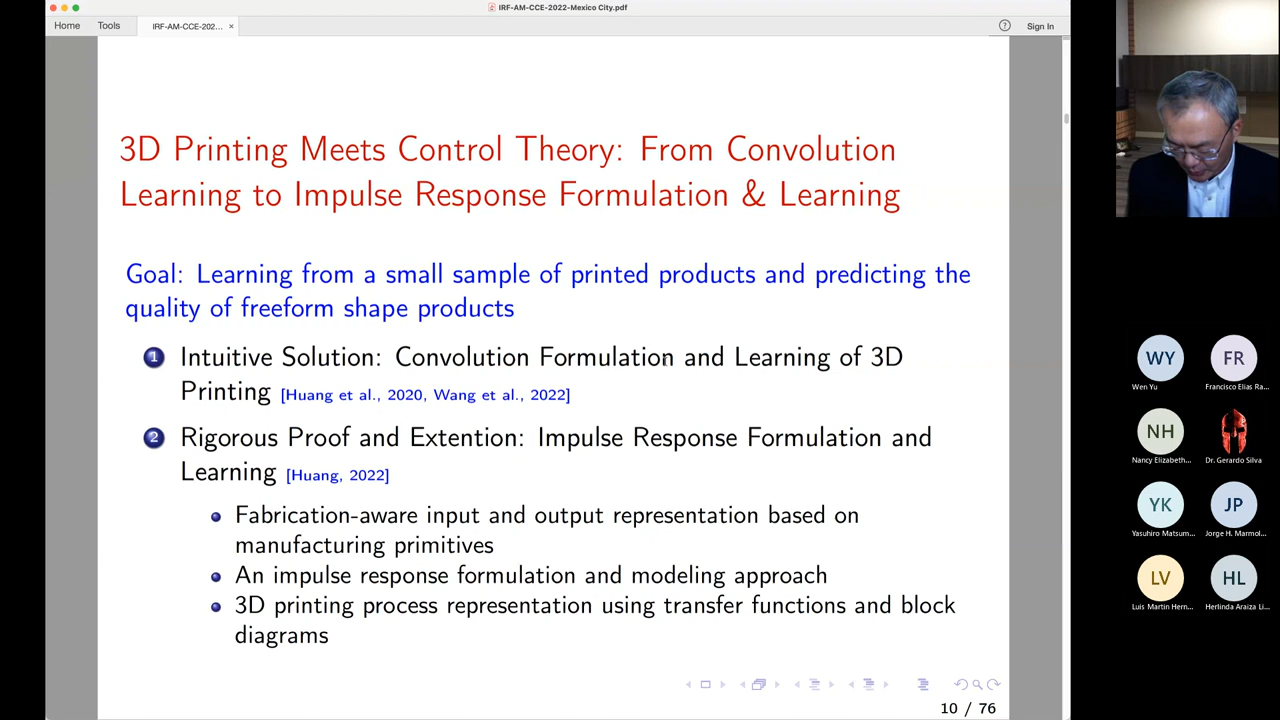 IRF-AM-CCE-2022-Mexico City.pdf
Home
Tools
IRF-AM-CCE-202...
×
?
Sign In
3D Printing Meets Control Theory: From Convolution
Learning to Impulse Response Formulation & Learning
Goal: Learning from a small sample of printed products and predicting the
quality of freeform shape products
1 Intuitive Solution: Convolution Formulation and Learning of 3D
Printing [Huang et al., 2020, Wang et al., 2022]
2 Rigorous Proof and Extention: Impulse Response Formulation and
Learning [Huang, 2022]
Fabrication-aware input and output representation based on
manufacturing primitives
An impulse response formulation and modeling approach
3D printing process representation using transfer functions and block
diagrams
10 / 76
WY
Wen Yu
FR
Francisco Elias Ra...
NH
Nancy Elizabeth...
Dr. Gerardo Silva
YK
Yasuhiro Matsum...
JP
Jorge H. Marmol...
LV
Luis Martin Hern...
HL
Herlinda Araiza Li...